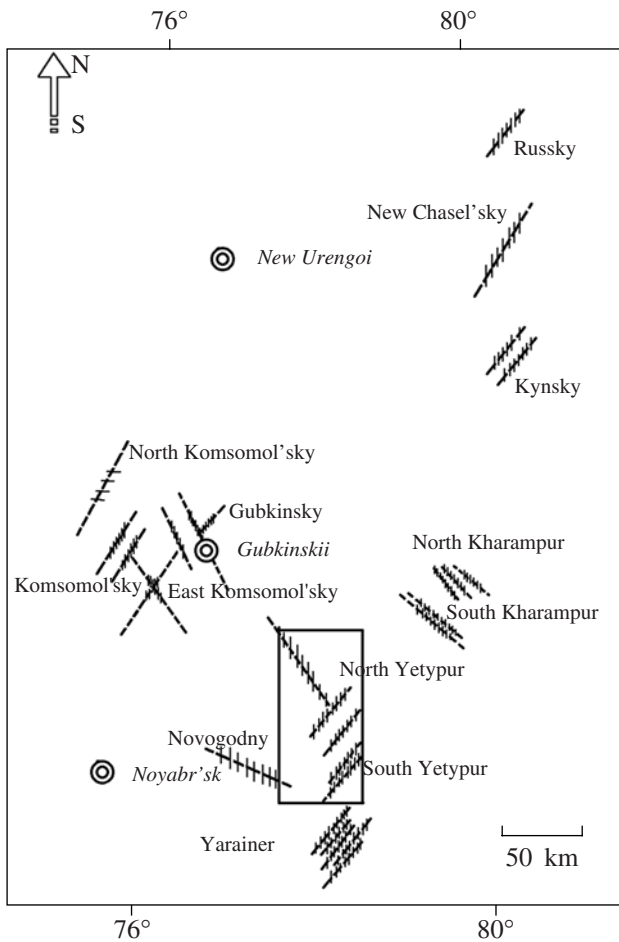 76° 80°
N
S
Russky
New Chasel'sky
New Urengoi
Kynsky
North Komsomol'sky
Gubkinsky
Gubkinskii
North Kharampur
Komsomol'sky
East Komsomol'sky
South Kharampur
North Yetypur
Novogodny
Noyabr'sk
South Yetypur
Yarainer
50 km
76° 80°